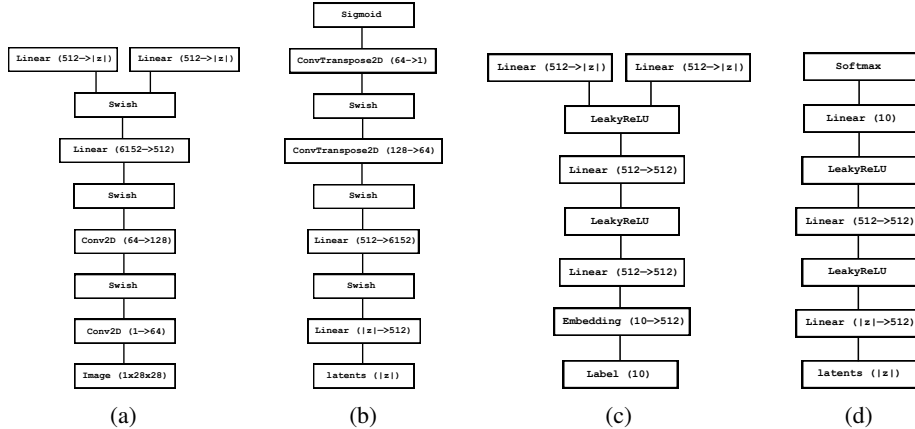 Linear (512—>|z|)
Linear (512—>|z|)
Swish
Linear (6152—>512)
Swish
Conv2D (64—>128)
Swish
Conv2D (1—>64)
Image (1x28x28)
(a)
Sigmoid
ConvTranspose2D (64->1)
Swish
ConvTranspose2D (128->64)
Swish
Linear (512—>6152)
Swish
Linear (|z|—>512)
latents (|z|)
(b)
Linear (512—>|z|)
Linear (512—>|z|)
LeakyReLU
Linear (512—>512)
LeakyReLU
Linear (512—>512)
Embedding (10—>512)
Label (10)
(c)
Softmax
Linear (10)
LeakyReLU
Linear (512—>512)
LeakyReLU
Linear (|z|—>512)
latents (|z|)
(d)